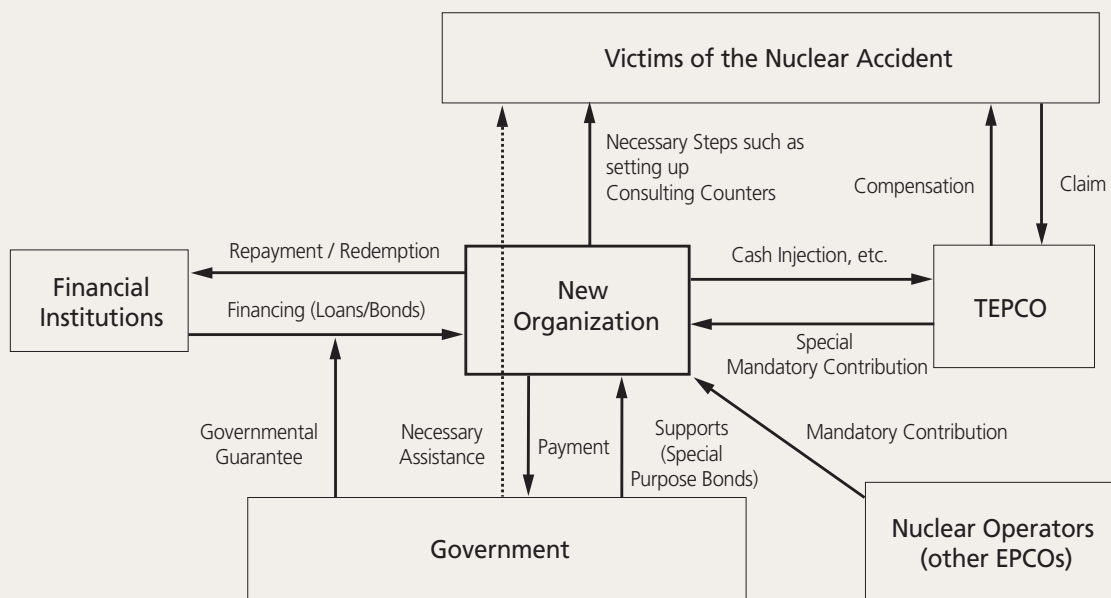 Victims of the Nuclear Accident
Necessary Steps such as
setting up
Consulting Counters
Compensation
Claim
Repayment / Redemption
Cash Injection, etc.
Financial
Institutions
Financing (Loans/Bonds)
New
Organization
TEPCO
Special
Mandatory Contribution
Governmental
Guarantee
Necessary
Assistance
Payment
Supports
(Special
Purpose Bonds)
Mandatory Contribution
Government
Nuclear Operators
(other EPCOs)